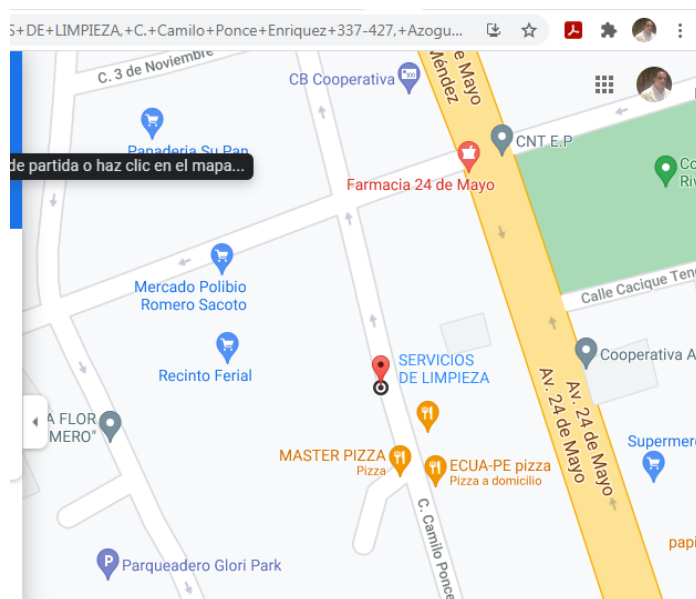 S+DE+LIMPIEZA,+C.+Camilo+Ponce+Enriquez+337-427,+Azogu...
C. 3 de Noviembre
CB Cooperativa
de Mayo
Méndez
Panaderia Su Pan
CNT E.P
de partida o haz clic en el mapa...
Farmacia 24 de Mayo
Co
Riv
Mercado Polibio
Romero Sacoto
Calle Cacique Ten
Recinto Ferial
SERVICIOS
DE LIMPIEZA
Cooperativa A
Av. 24 de Mayo
Av. 24 de Mayo
A FLOR
MERO"
MASTER PIZZA
Pizza
ECUA-PE pizza
Pizza a domicilio
Supermer
C. Camilo Ponce
papi
P
Parqueadero Glori Park